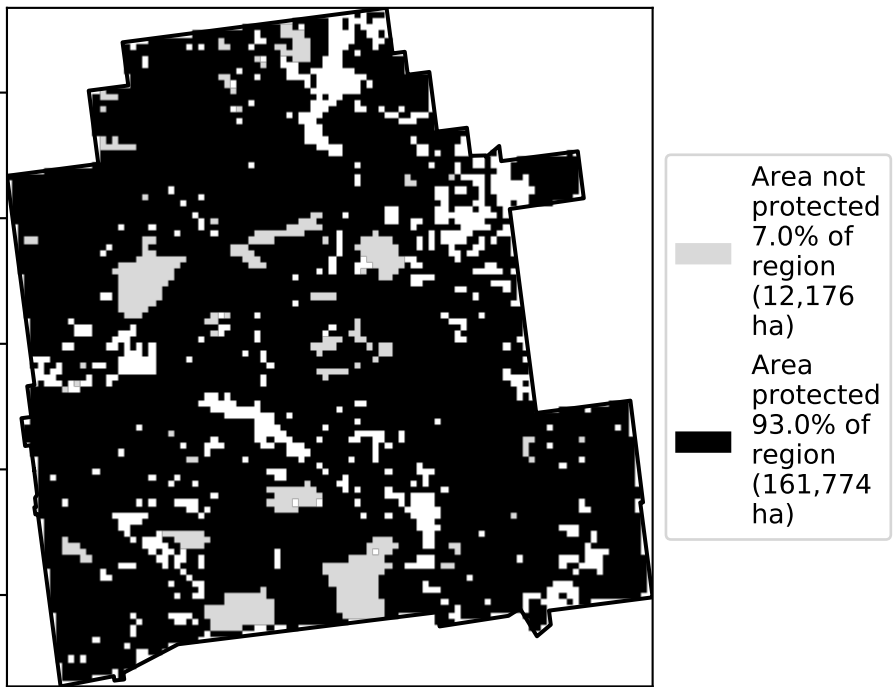 Area not
protected
7.0% of
region
(12,176
ha)
Area
protected
93.0% of
region
(161,774
ha)